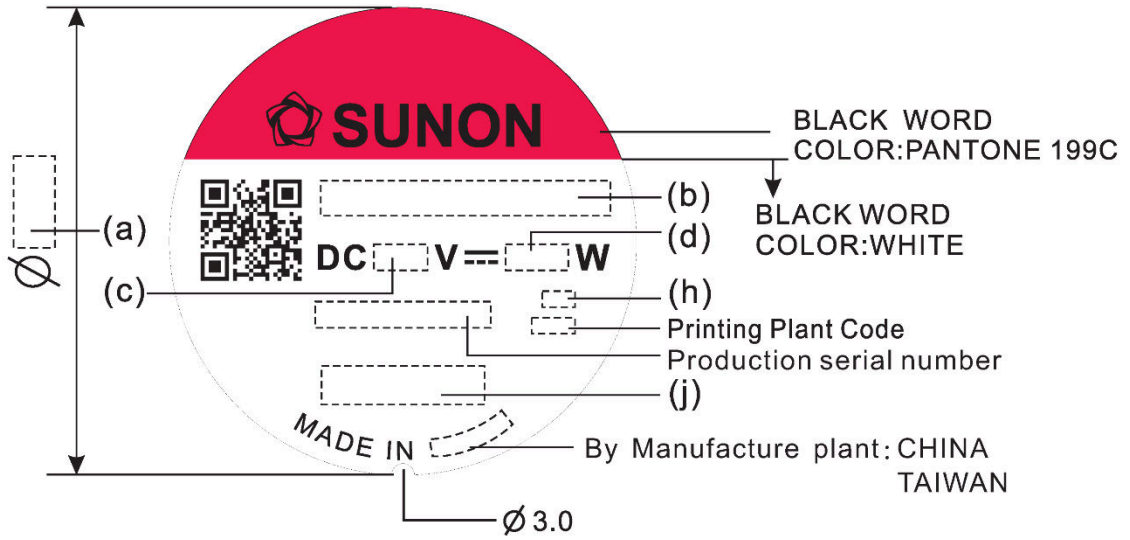 SUNON
BLACK WORD
COLOR:PANTONE 199C
(b)
BLACK WORD
COLOR:WHITE
(a)
Ø
DC V W
(d)
(c)
(h)
Printing Plant Code
Production serial number
(j)
MADE IN
By Manufacture plant: CHINA
TAIWAN
Ø 3.0